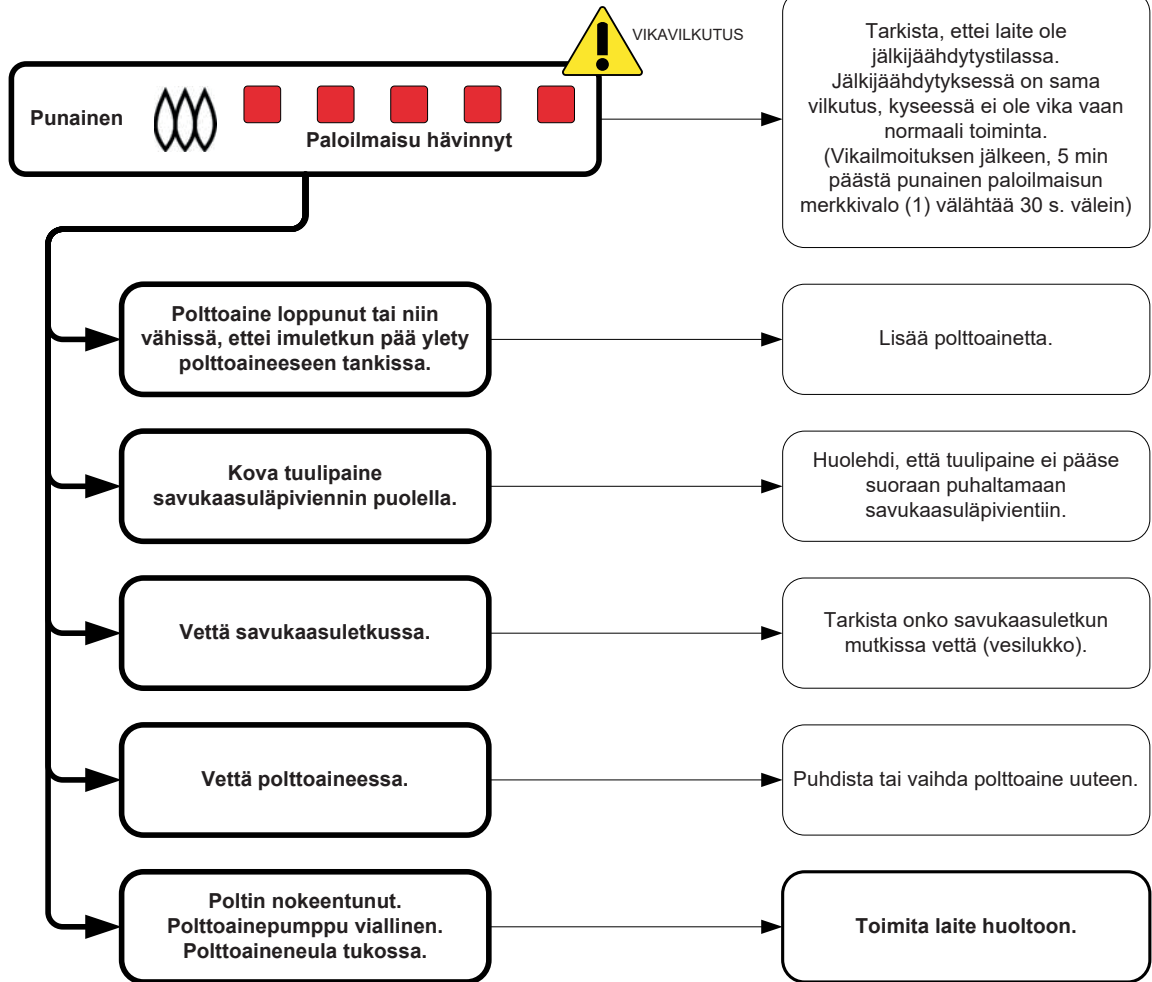 VIKAVILKUTUS
Punainen
Paloilmaisu hävinnyt
Tarkista, ettei laite ole
jälkijäähdytystilassa.
Jälkijäähdytyksessä on sama
vilkutus, kyseessä ei ole vika vaan
normaali toiminta.
(Vikailmoituksen jälkeen, 5 min
päästä punainen paloilmaisun
merkkivalo (1) välähtää 30 s. välein)
Polttoaine loppunut tai niin
vähissä, ettei imuletkun pää ylety
polttoaineeseen tankissa.
Lisää polttoainetta.
Kova tuulipaine
savukaasuläpiviennin puolella.
Huolehdi, että tuulipaine ei pääse
suoraan puhaltamaan
savukaasuläpivientiin.
Vettä savukaasuletkussa.
Tarkista onko savukaasuletkun
mutkissa vettä (vesilukko).
Vettä polttoaineessa.
Puhdista tai vaihda polttoaine uuteen.
Poltin nokeentunut.
Polttoainepumppu viallinen.
Polttoaineneula tukossa.
Toimita laite huoltoon.